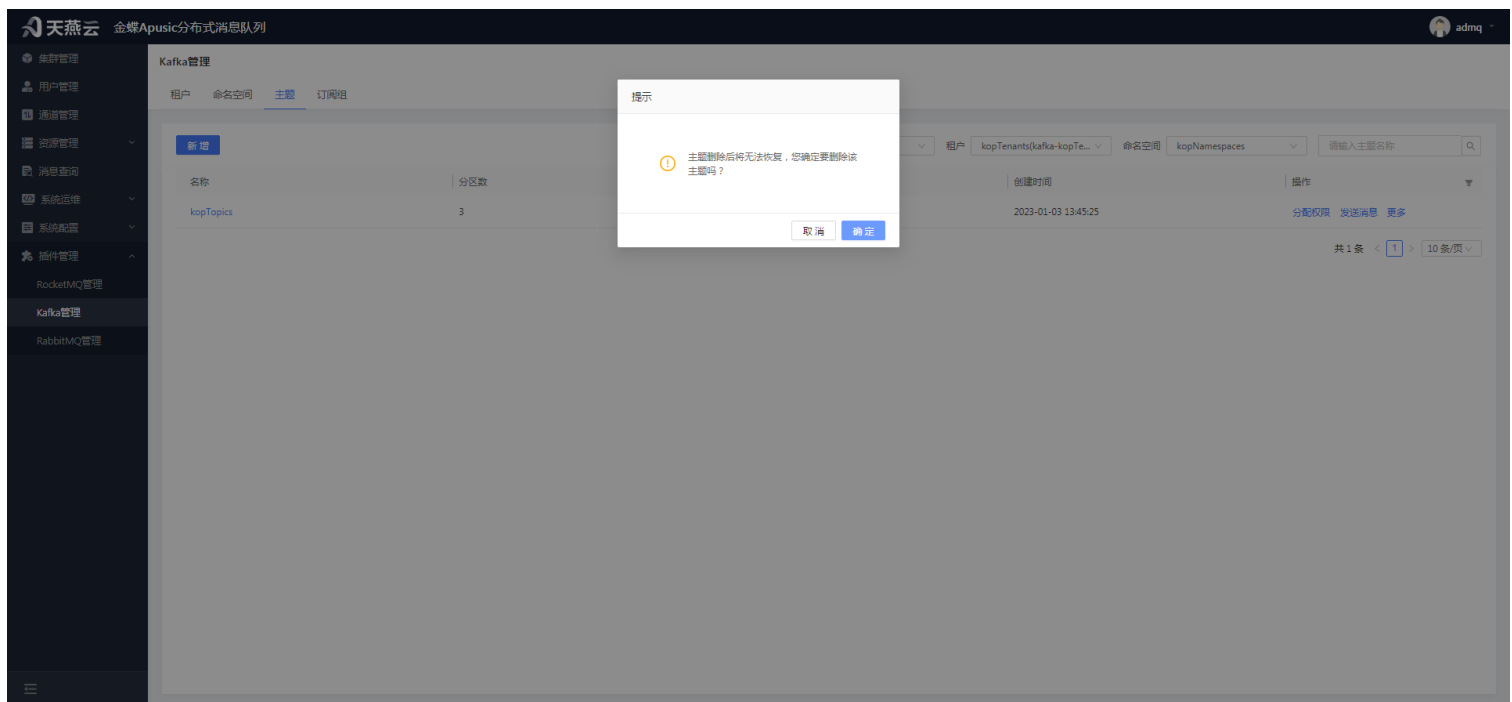 天燕云 金蝶Apusic分布式消息队列
admq
集群管理
用户管理
通道管理
资源管理
消息查询
系统运维
系统配置
插件管理
RocketMQ管理
Kafka管理
RabbitMQ管理
Kafka管理
租户 命名空间 主题 订阅组
新增
租户 kopTenants(kafka-kopTe... 命名空间 kopNamespaces 请输入主题名称
名称 分区数 创建时间 操作
kopTopics 3 2023-01-03 13:45:25 分配权限 发送消息 更多
共1条 < 1 > 10条/页
提示
主题删除后将无法恢复，您确定要删除该
主题吗？
取消 确定